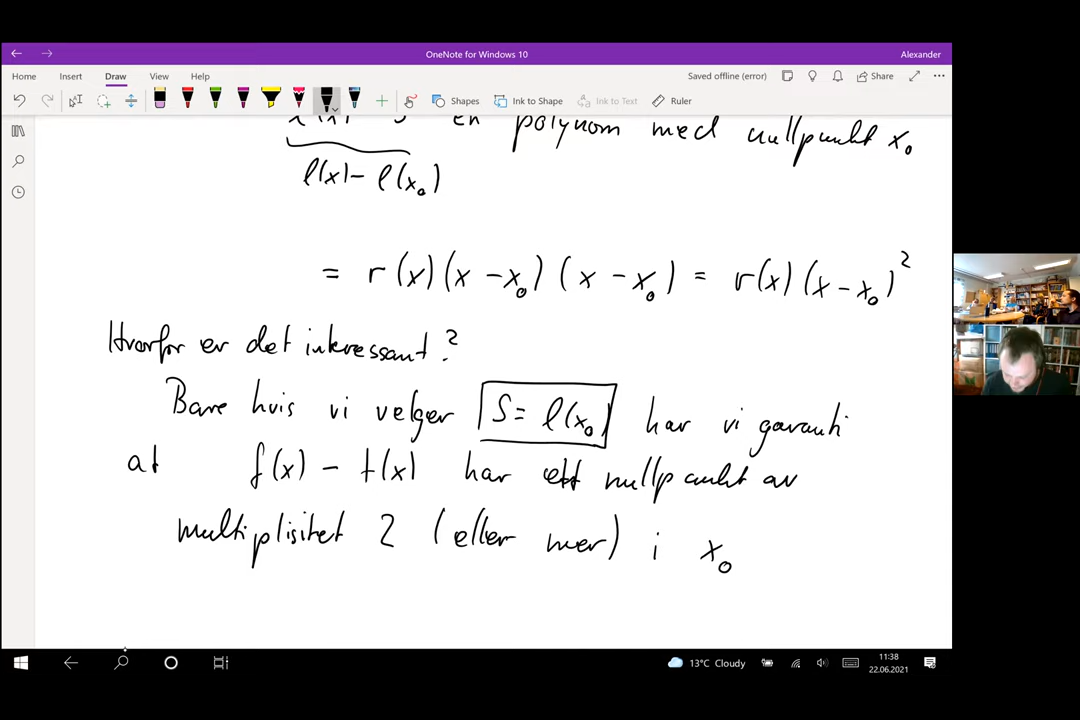 OneNote for Windows 10
Alexander
Home Insert Draw View Help
Saved offline (error)
Share
Shapes
Ink to Shape
Ink to Text
Ruler
en polynom med nullpunkt x₀
l(x) - l(x₀)
= r(x)(x - x₀)(x - x₀) = r(x)(x - x₀)²
Hvorfor er det interessant?
Bare hvis vi velger S = l(x₀) har vi garanti
at f(x) - t(x) har ett nullpunkt av
multiplisitet 2 (eller mer) i x₀
13°C Cloudy
11:38
22.06.2021